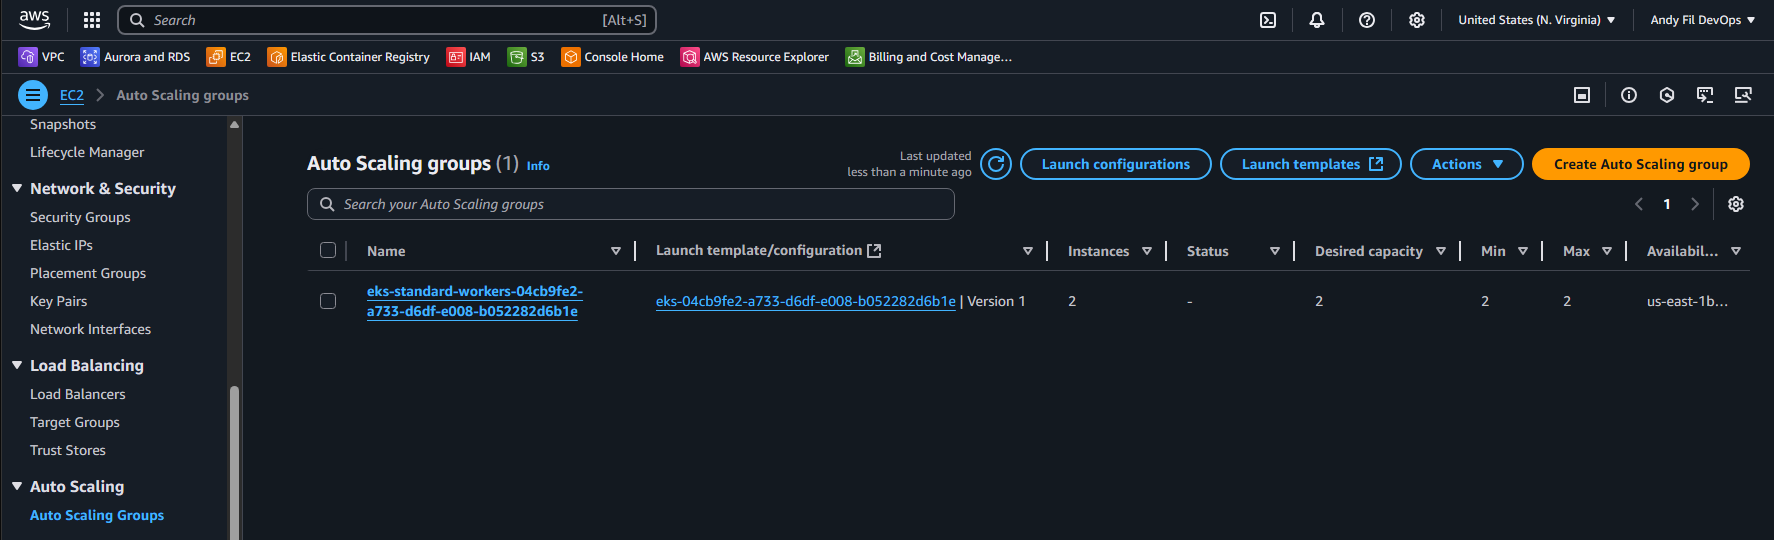 aws
Search [Alt+S]
United States (N. Virginia)
Andy Fil DevOps
VPC
Aurora and RDS
EC2
Elastic Container Registry
IAM
S3
Console Home
AWS Resource Explorer
Billing and Cost Manage...
EC2
Auto Scaling groups
Snapshots
Lifecycle Manager
Network & Security
Security Groups
Elastic IPs
Placement Groups
Key Pairs
Network Interfaces
Load Balancing
Load Balancers
Target Groups
Trust Stores
Auto Scaling
Auto Scaling Groups
Auto Scaling groups (1) Info
Last updated
less than a minute ago
Launch configurations
Launch templates
Actions
Create Auto Scaling group
Search your Auto Scaling groups
1
Name Launch template/configuration Instances Status Desired capacity Min Max Availabil...
eks-standard-workers-04cb9fe2-
a733-d6df-e008-b052282d6b1e
eks-04cb9fe2-a733-d6df-e008-b052282d6b1e | Version 1 2 - 2 2 2 us-east-1b...